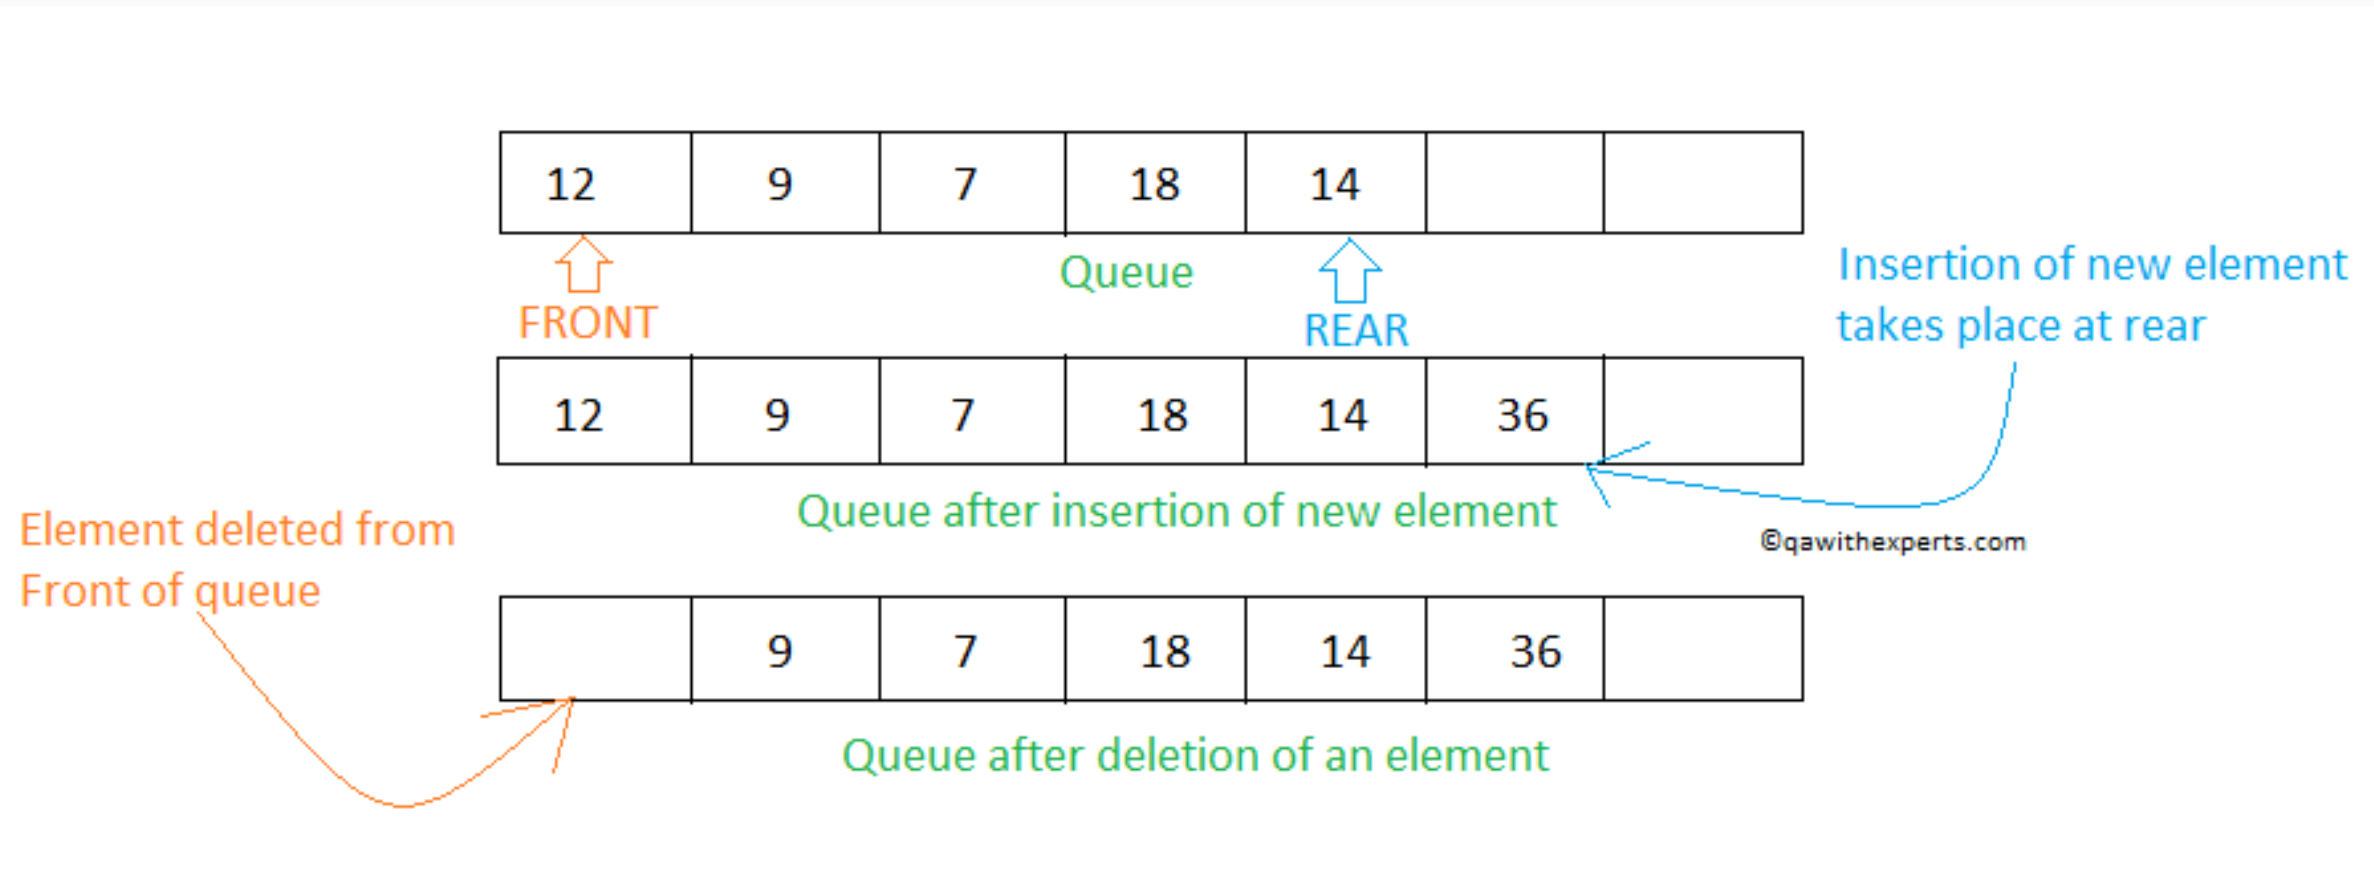 12 9 7 18 14
Queue
FRONT
REAR
Insertion of new element
takes place at rear
12 9 7 18 14 36
Queue after insertion of new element
©qawithexperts.com
Element deleted from
Front of queue
9 7 18 14 36
Queue after deletion of an element